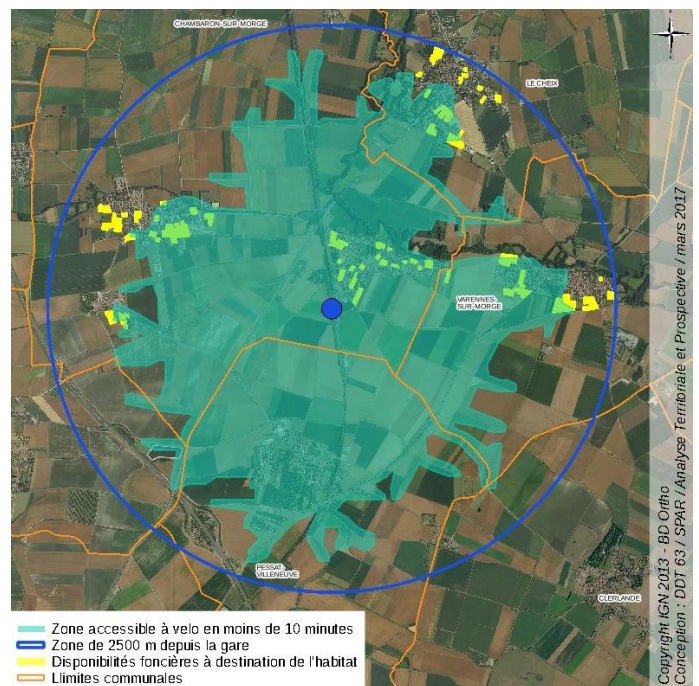 CHAMBARON-SUR-MORGE
LE CHEIX
VARENNES-
SUR-MORGE
PESSAT-
VILLENEUVE
CLERLANDE
Zone accessible à velo en moins de 10 minutes
Zone de 2500 m depuis la gare
Disponibilités foncières à destination de l'habitat
Llimites communales
Copyright IGN 2013 - BD Ortho
Conception : DDT 63 / SPAR / Analyse Territoriale et Prospective / mars 2017